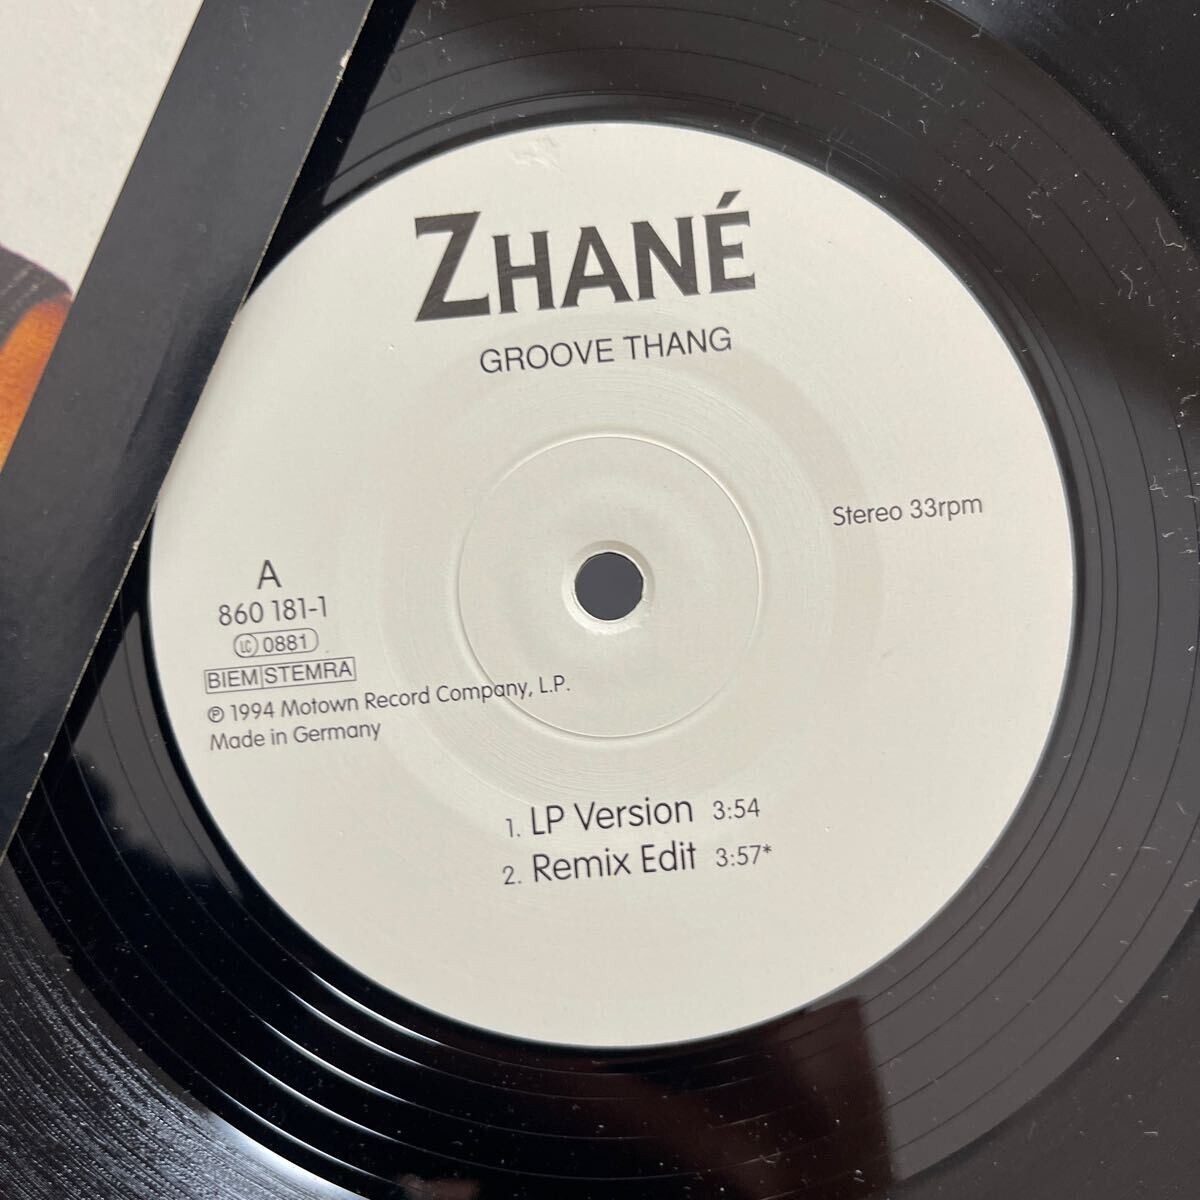 ZHANÉ
GROOVE THANG
Stereo 33rpm
A
860 181-1
LC 0881
BIEM STEMRA
℗ 1994 Motown Record Company, L.P.
Made in Germany
1. LP Version 3:54
2. Remix Edit 3:57*